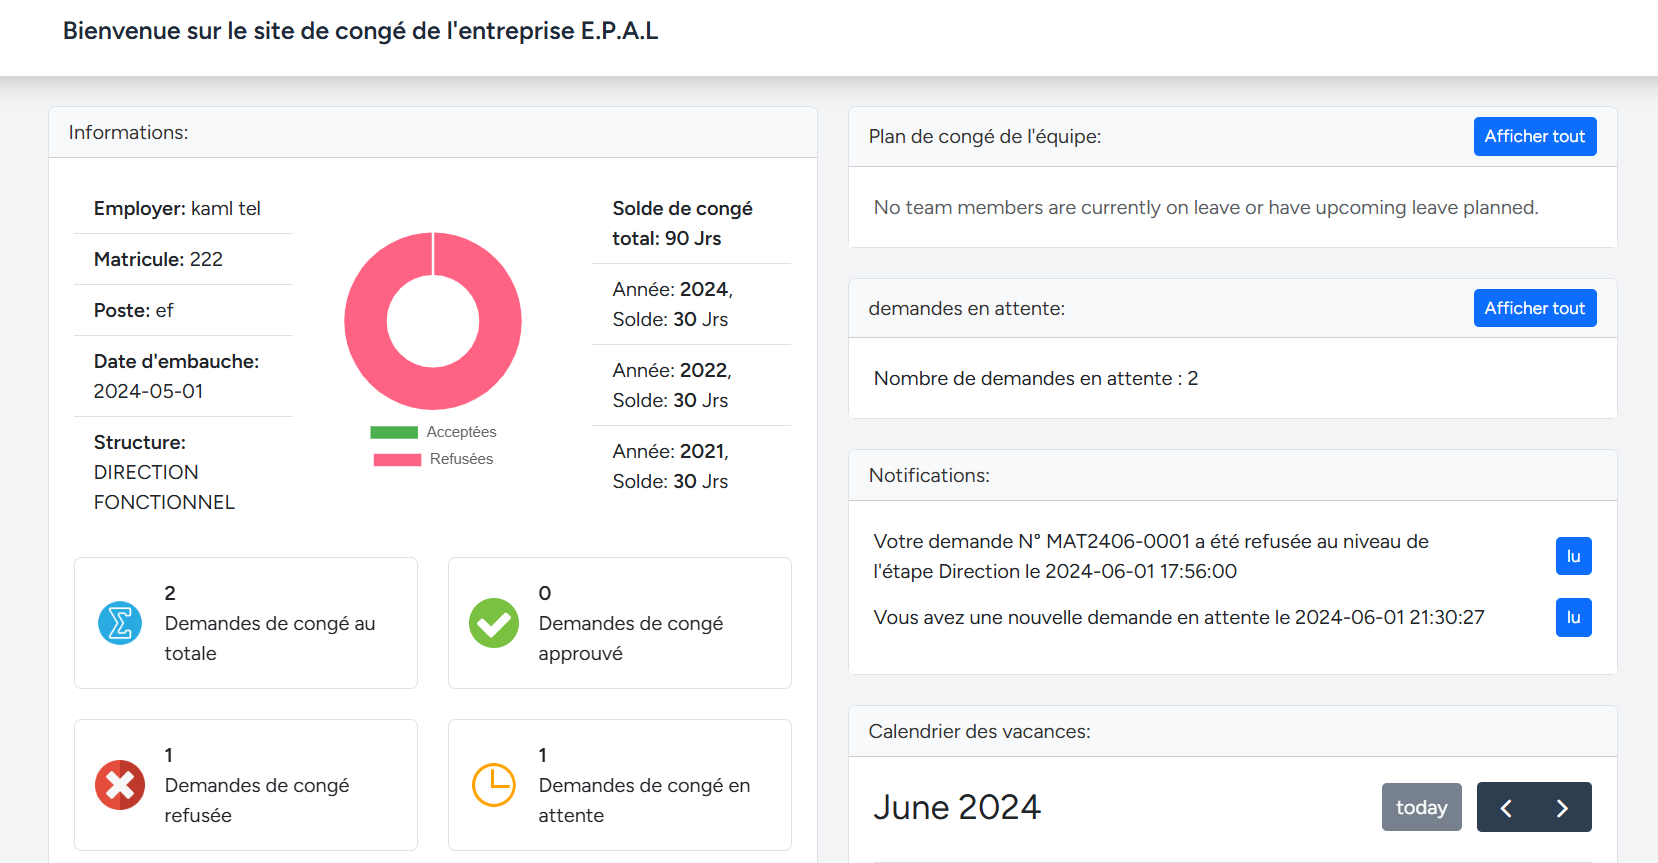 Bienvenue sur le site de congé de l'entreprise E.P.A.L
Informations:
Employer: kaml tel
Matricule: 222
Poste: ef
Date d'embauche:
2024-05-01
Structure:
DIRECTION
FONCTIONNEL
Acceptées
Refusées
Solde de congé
total: 90 Jrs
Année: 2024,
Solde: 30 Jrs
Année: 2022,
Solde: 30 Jrs
Année: 2021,
Solde: 30 Jrs
2
Demandes de congé au
totale
0
Demandes de congé
approuvé
1
Demandes de congé
refusée
1
Demandes de congé en
attente
Plan de congé de l'équipe:
Afficher tout
No team members are currently on leave or have upcoming leave planned.
demandes en attente:
Afficher tout
Nombre de demandes en attente : 2
Notifications:
Votre demande N° MAT2406-0001 a été refusée au niveau de
l'étape Direction le 2024-06-01 17:56:00
lu
Vous avez une nouvelle demande en attente le 2024-06-01 21:30:27
lu
Calendrier des vacances:
June 2024
today